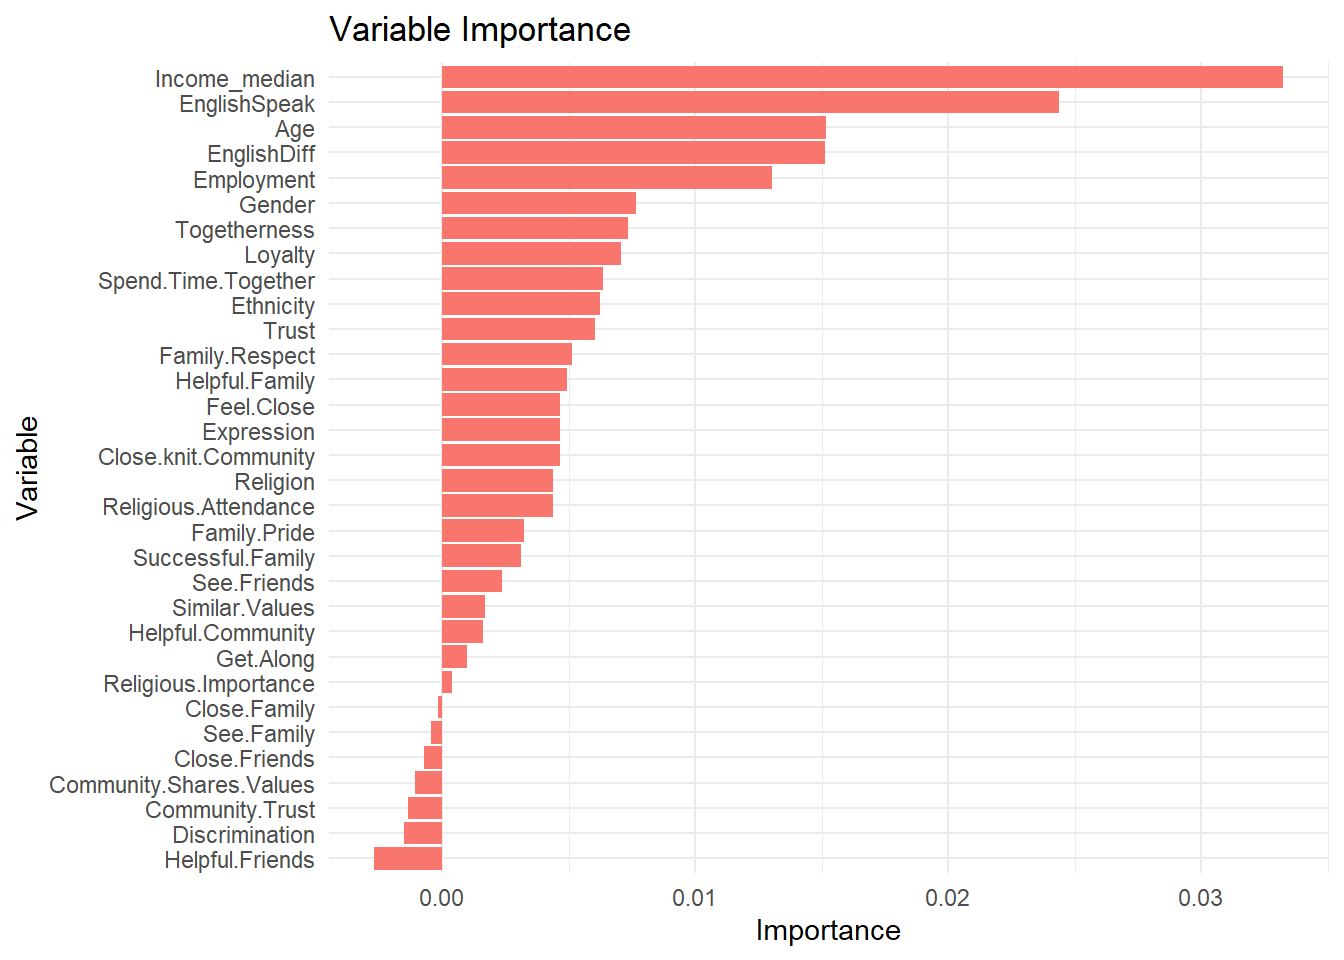 Variable Importance
Income_median
EnglishSpeak
Age
EnglishDiff
Employment
Gender
Togetherness
Loyalty
Spend.Time.Together
Ethnicity
Trust
Family.Respect
Helpful.Family
Feel.Close
Expression
Close.knit.Community
Religion
Religious.Attendance
Family.Pride
Successful.Family
See.Friends
Similar.Values
Helpful.Community
Get.Along
Religious.Importance
Close.Family
See.Family
Close.Friends
Community.Shares.Values
Community.Trust
Discrimination
Helpful.Friends
Variable
0.00 0.01 0.02 0.03
Importance